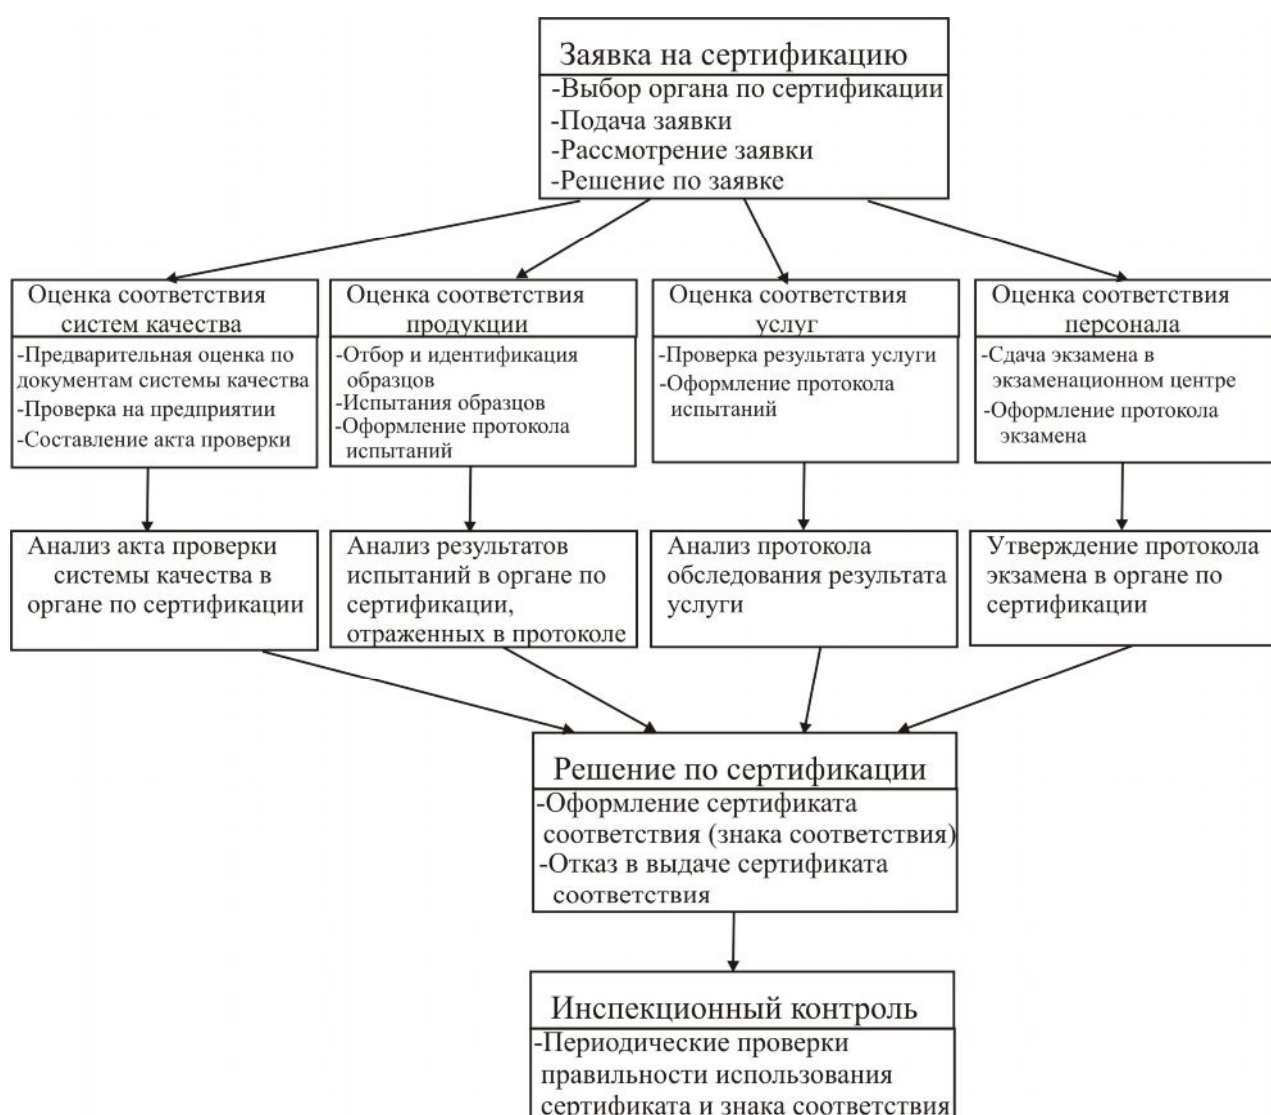 Заявка на сертификацию
-Выбор органа по сертификации
-Подача заявки
-Рассмотрение заявки
-Решение по заявке
Оценка соответствия
систем качества
-Предварительная оценка по
документам системы качества
-Проверка на предприятии
-Составление акта проверки
Оценка соответствия
продукции
-Отбор и идентификация
образцов
-Испытания образцов
-Оформление протокола
испытаний
Оценка соответствия
услуг
-Проверка результата услуги
-Оформление протокола
испытаний
Оценка соответствия
персонала
-Сдача экзамена в
экзаменационном центре
-Оформление протокола
экзамена
Анализ акта проверки
системы качества в
органе по сертификации
Анализ результатов
испытаний в органе по
сертификации,
отраженных в протоколе
Анализ протокола
обследования результата
услуги
Утверждение протокола
экзамена в органе по
сертификации
Решение по сертификации
-Оформление сертификата
соответствия (знака соответствия)
-Отказ в выдаче сертификата
соответствия
Инспекционный контроль
-Периодические проверки
правильности использования
сертификата и знака соответствия